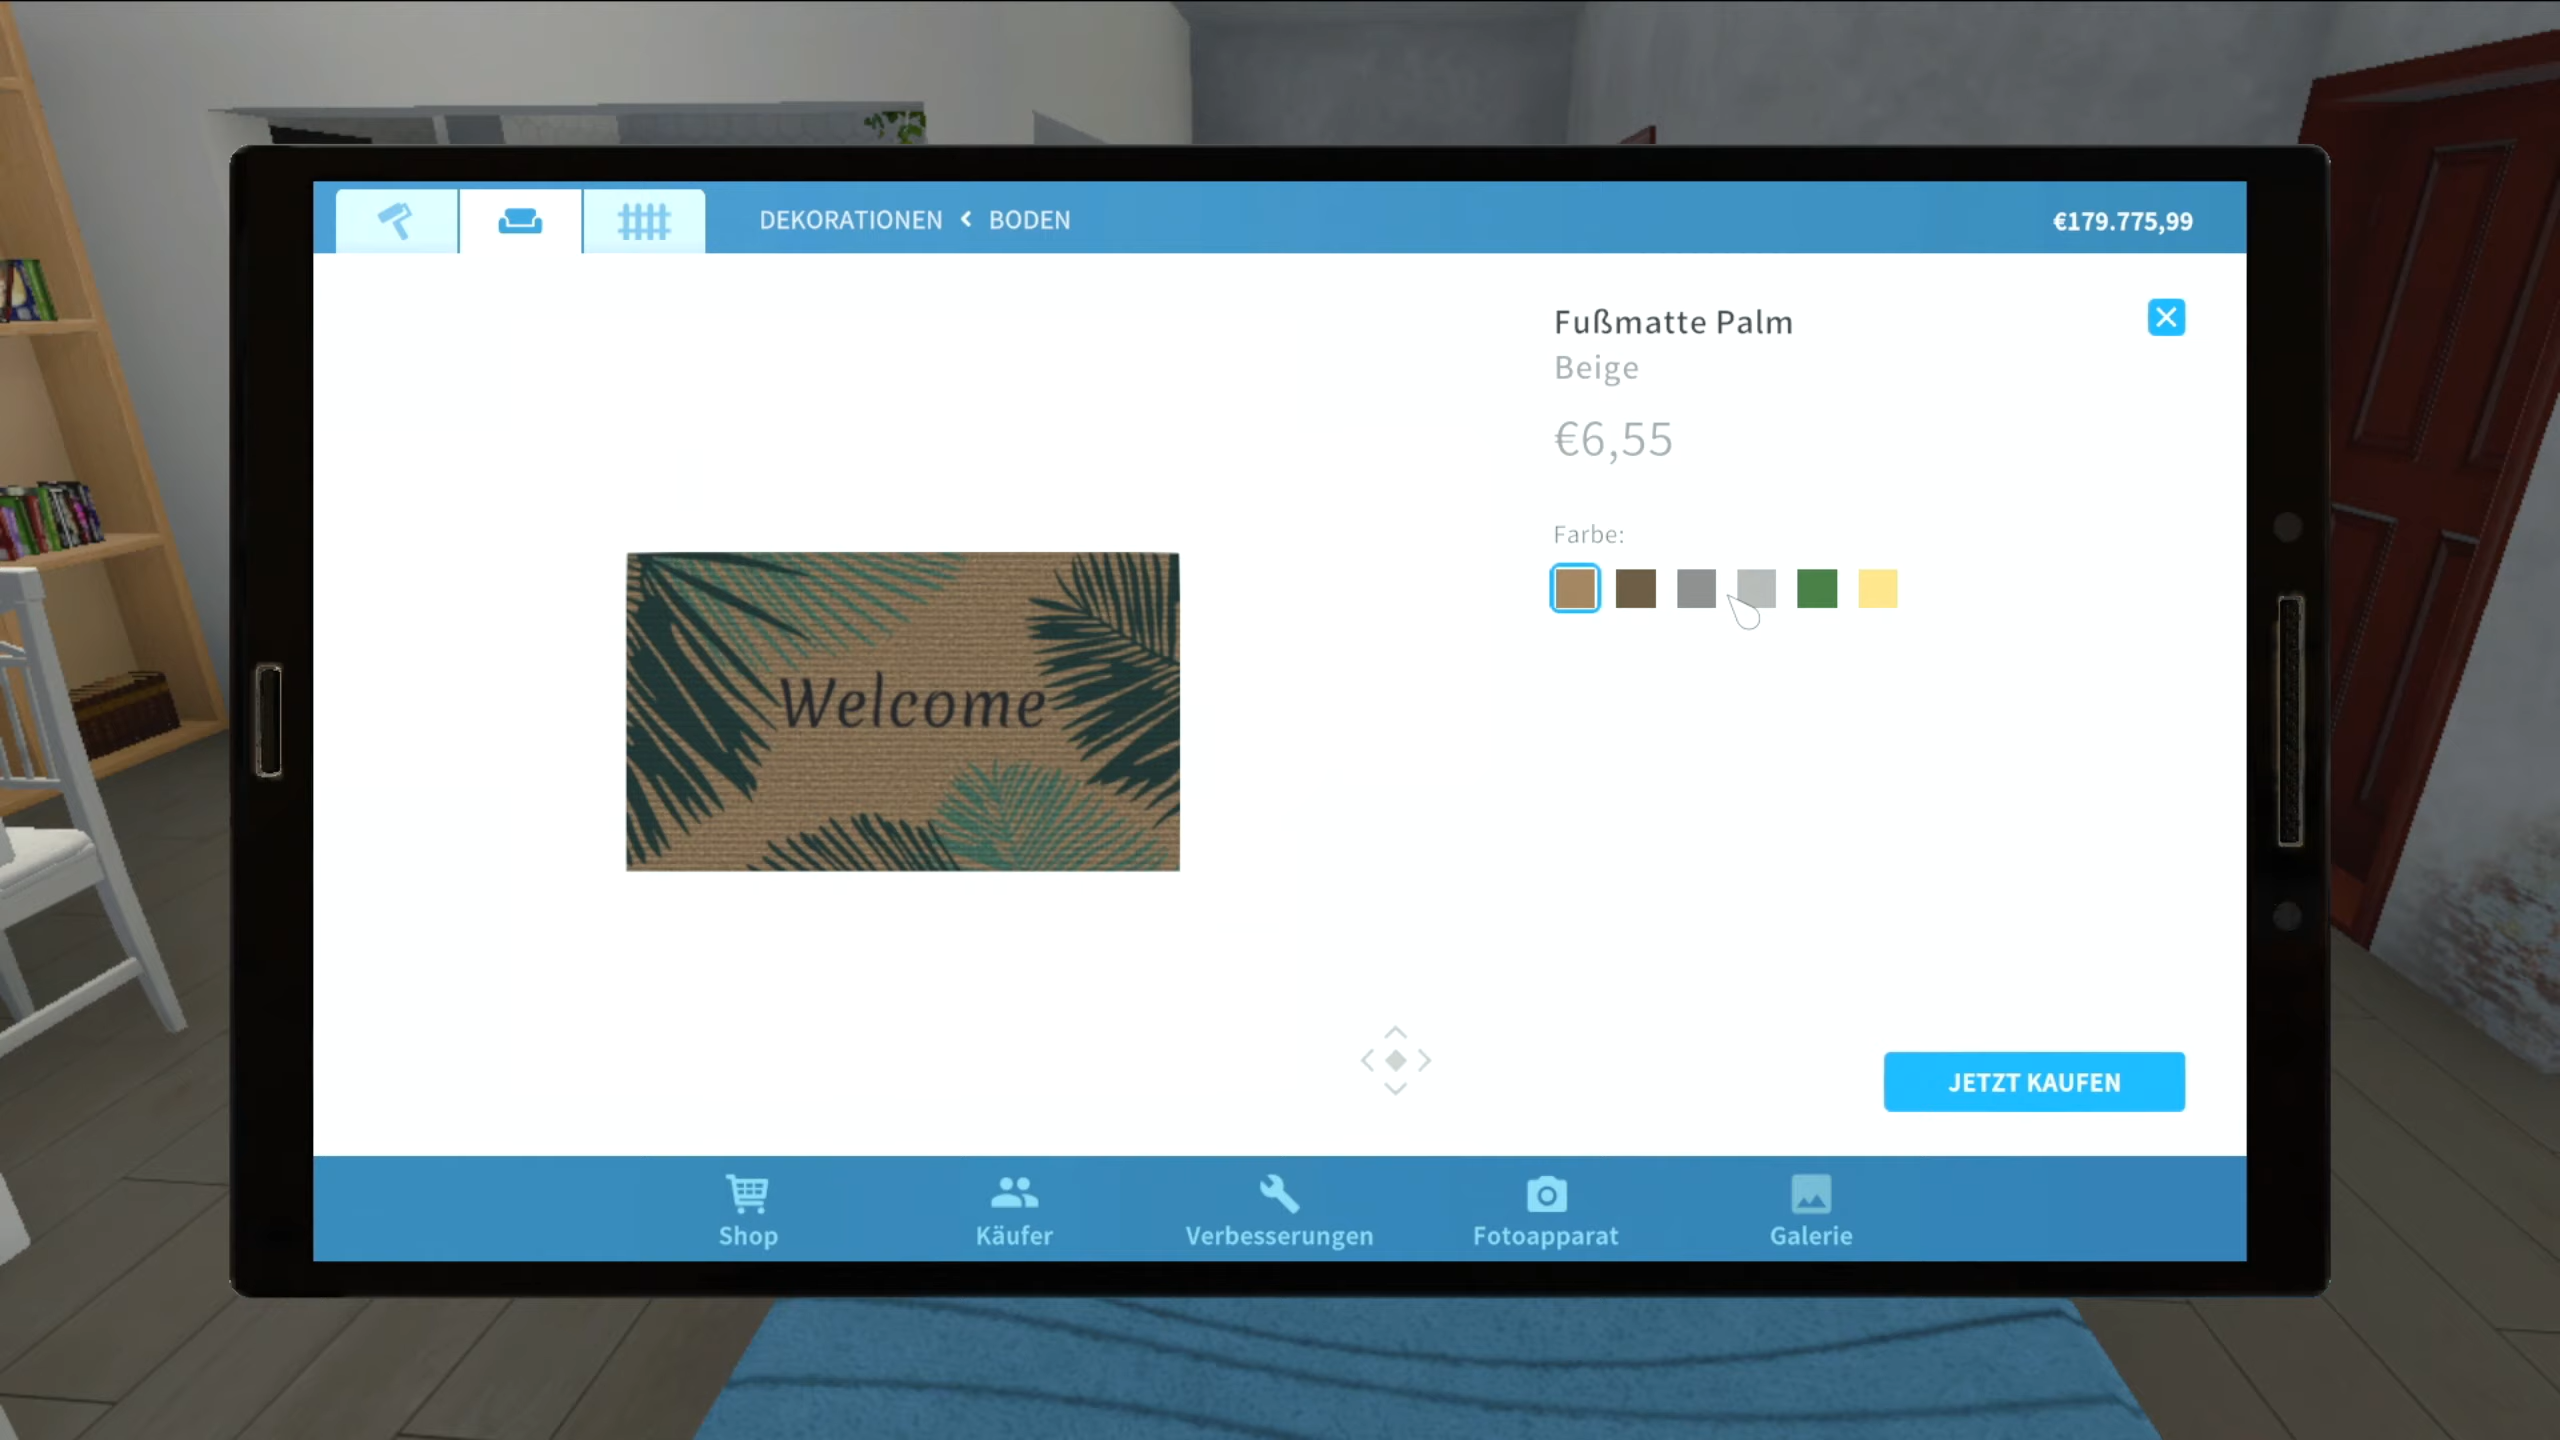 DEKORATIONEN < BODEN
€179.775,99
Fußmatte Palm
Beige
€6,55
Farbe:
Welcome
JETZT KAUFEN
Shop
Käufer
Verbesserungen
Fotoapparat
Galerie